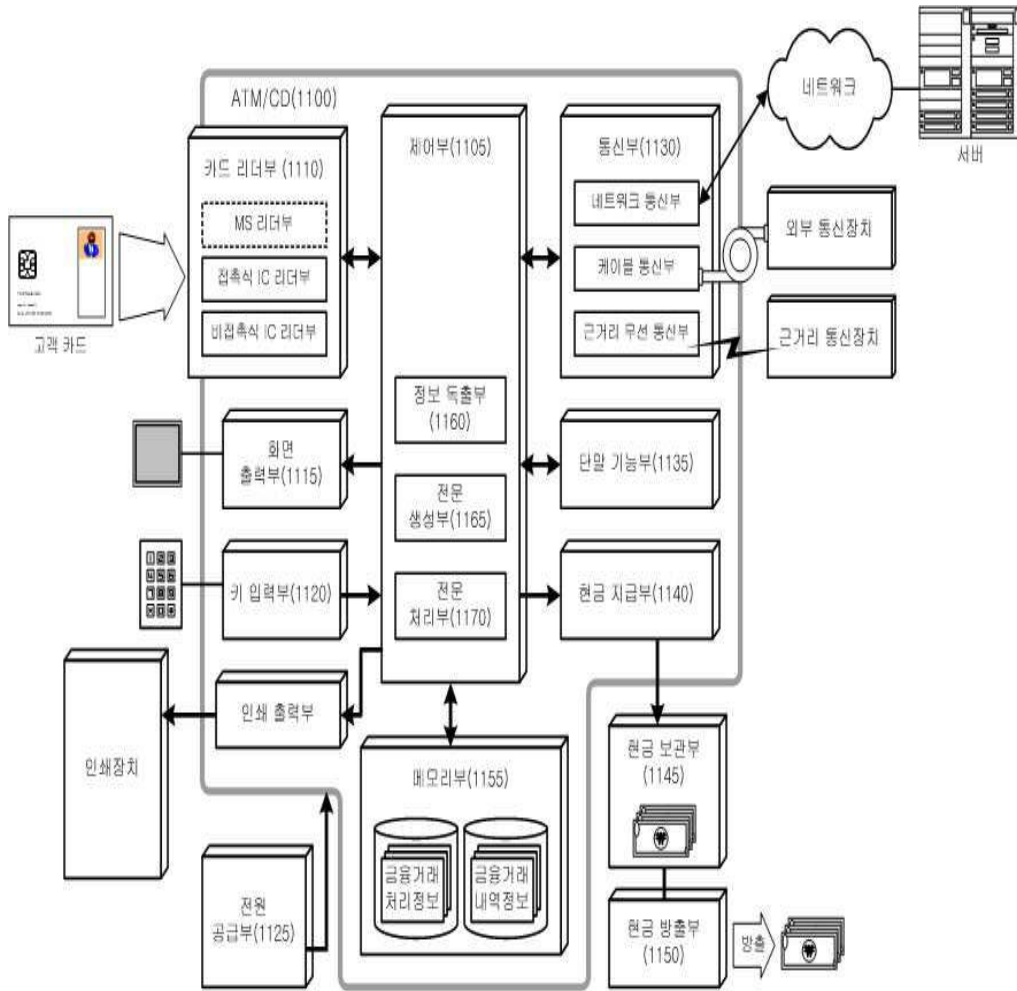 ATM/CD(1100)
네트워크
서버
카드 리더부 (1110)
MS 리더부
접촉식 IC 리더부
비접촉식 IC 리더부
고객 카드
제어부(1105)
정보 독출부
(1160)
전문
생성부(1165)
전문
처리부(1170)
통신부(1130)
네트워크 통신부
케이블 통신부
근거리 무선 통신부
외부 통신장치
근거리 통신장치
화면
출력부(1115)
단말 기능부(1135)
키 입력부(1120)
현금 지급부(1140)
인쇄 출력부
인쇄장치
메모리부(1155)
금융거래
처리정보
금융거래
내역정보
현금 보관부
(1145)
전원
공급부(1125)
현금 방출부
(1150)
방출